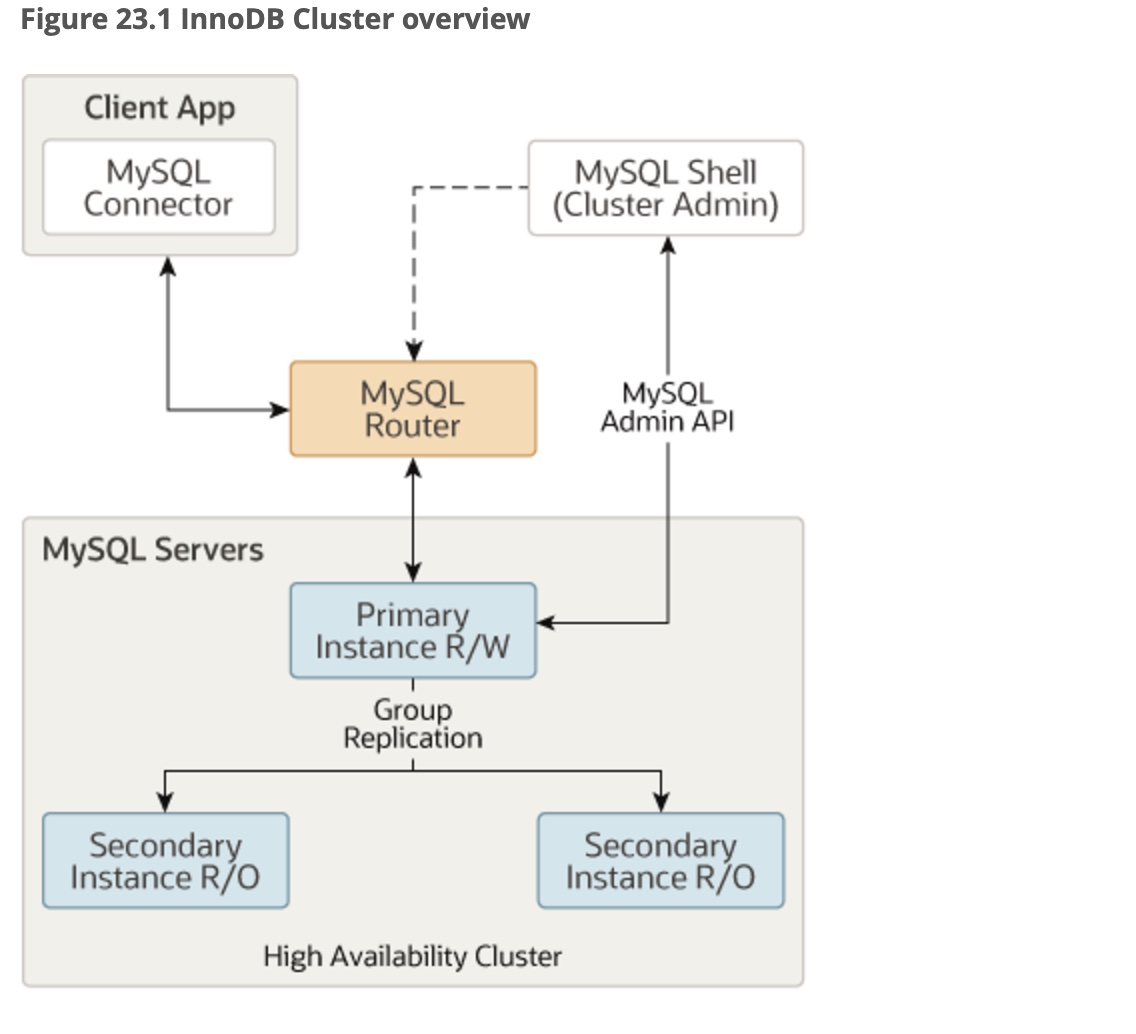 Figure 23.1 InnoDB Cluster overview
Client App
MySQL
Connector
MySQL Shell
(Cluster Admin)
MySQL
Router
MySQL
Admin API
MySQL Servers
Primary
Instance R/W
Group
Replication
Secondary
Instance R/O
Secondary
Instance R/O
High Availability Cluster